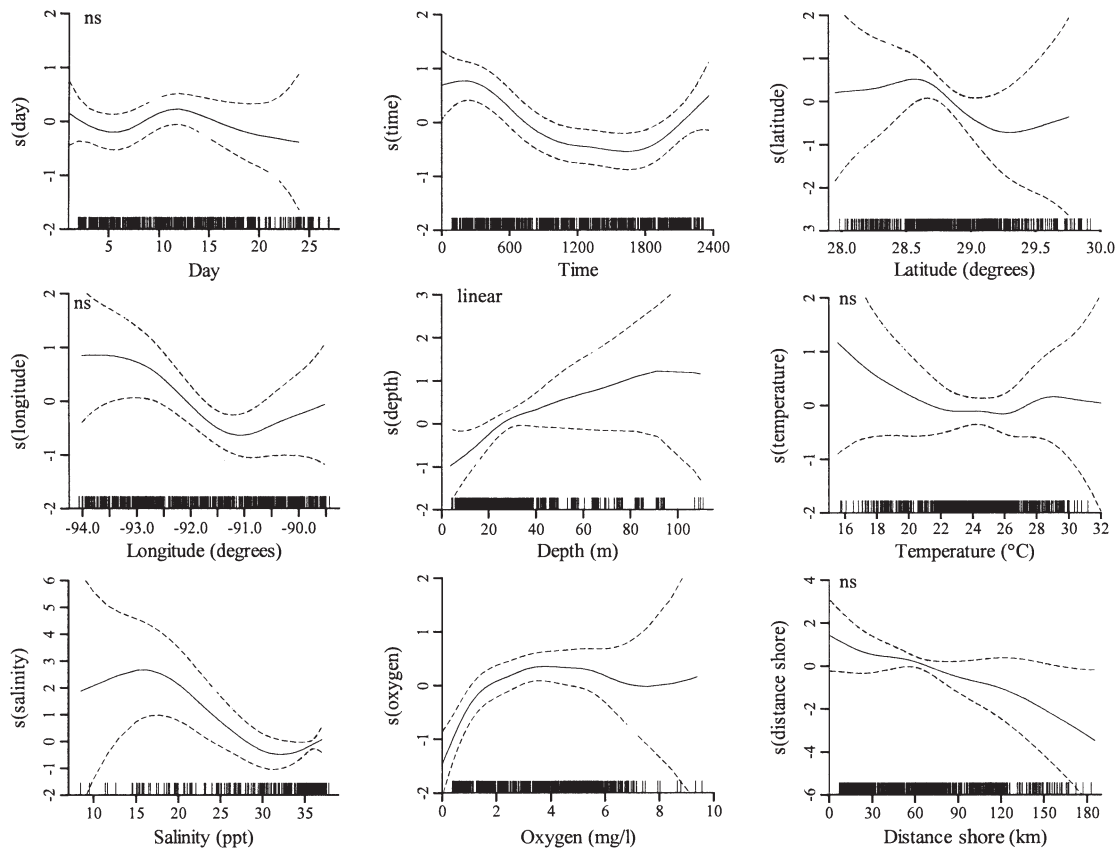 ns
s(day)
2
1
0
-1
-2
5 10 15 20 25
Day
s(time)
2
1
0
-1
-2
0 600 1200 1800 2400
Time
s(latitude)
2
1
0
-1
-2
3
28.0 28.5 29.0 29.5 30.0
Latitude (degrees)
ns
s(longitude)
2
1
0
-1
-2
-94.0 -93.0 -92.0 -91.0 -90.0
Longitude (degrees)
linear
s(depth)
3
2
1
0
-1
-2
0 20 40 60 80 100
Depth (m)
ns
s(temperature)
2
1
0
-1
-2
16 18 20 22 24 26 28 30 32
Temperature (°C)
s(salinity)
6
5
4
3
2
1
0
-1
-2
10 15 20 25 30 35
Salinity (ppt)
s(oxygen)
2
1
0
-1
-2
0 2 4 6 8 10
Oxygen (mg/l)
ns
s(distance shore)
4
2
0
-2
-4
-6
0 30 60 90 120 150 180
Distance shore (km)